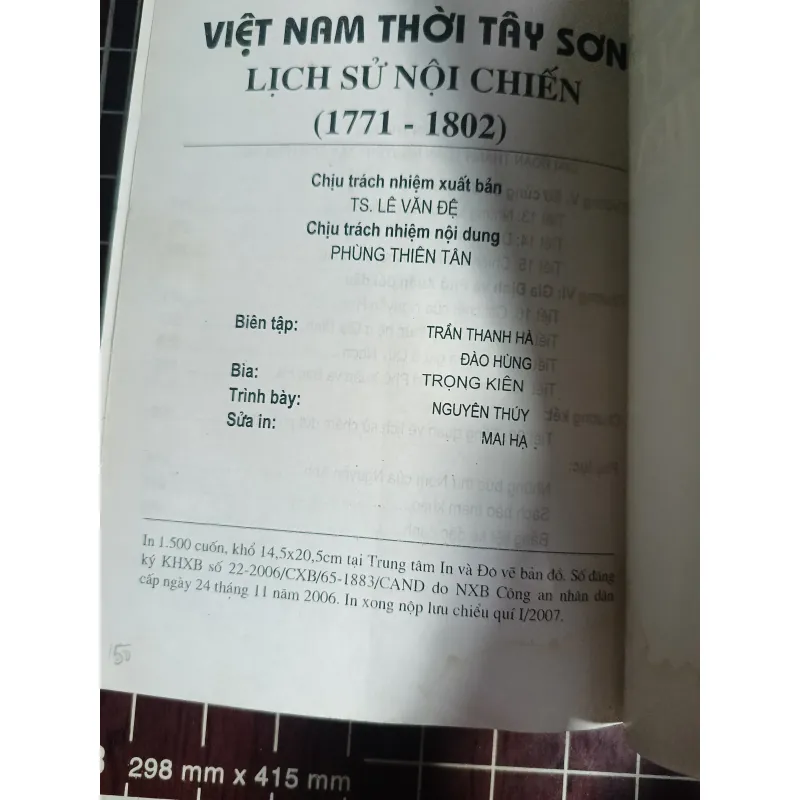 VIỆT NAM THỜI TÂY SƠN
LỊCH SỬ NỘI CHIẾN
(1771 - 1802)
Chịu trách nhiệm xuất bản
TS. LÊ VĂN ĐỆ
Chịu trách nhiệm nội dung
PHÙNG THIÊN TÂN
Biên tập: TRẦN THANH HÀ
ĐÀO HÙNG
Bìa: TRỌNG KIÊN
Trình bày: NGUYÊN THỦY
Sửa in: MAI HẠ
In 1.500 cuốn, khổ 14,5x20,5cm tại Trung tâm In và Đo vẽ bản đồ. Số đăng
ký KHXB số 22-2006/CXB/65-1883/CAND do NXB Công an nhân dân
cấp ngày 24 tháng 11 năm 2006. In xong nộp lưu chiểu quí I/2007.
150
298 mm x 415 mm